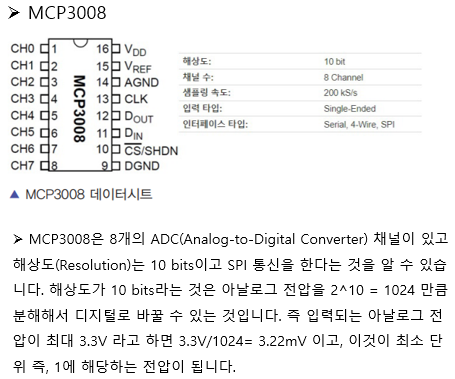 ➢ MCP3008
CH0 1 16 VDD
CH1 2 15 VREF
CH2 3 14 AGND
CH3 4 13 CLK
CH4 5 12 DOUT
CH5 6 11 DIN
CH6 7 10 CS/SHDN
CH7 8 9 DGND
MCP3008
해상도: 10 bit
채널 수: 8 Channel
샘플링 속도: 200 kS/s
입력 타입: Single-Ended
인터페이스 타입: Serial, 4-Wire, SPI
▲ MCP3008 데이터시트
➢ MCP3008은 8개의 ADC(Analog-to-Digital Converter) 채널이 있고
해상도(Resolution)는 10 bits이고 SPI 통신을 한다는 것을 알 수 있습
니다. 해상도가 10 bits라는 것은 아날로그 전압을 2^10 = 1024 만큼
분해해서 디지털로 바꿀 수 있는 것입니다. 즉 입력되는 아날로그 전
압이 최대 3.3V 라고 하면 3.3V/1024= 3.22mV 이고, 이것이 최소 단
위 즉, 1에 해당하는 전압이 됩니다.